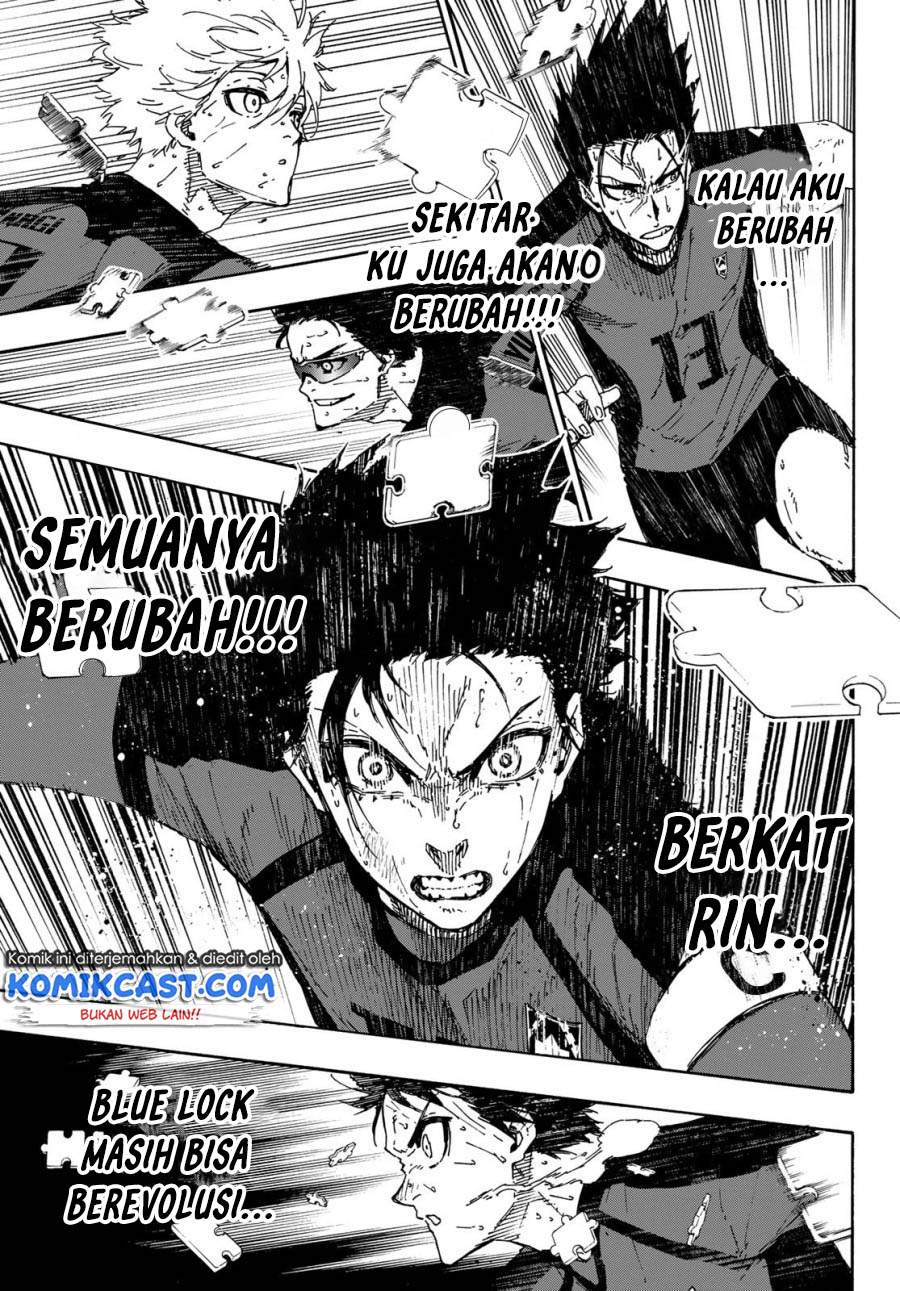 KALAU AKU
BERUBAH
...
SEKITAR-
KU JUGA AKANO
BERUBAH!!!
13
SEMUANYA
BERUBAH!!!
BERKAT
RIN...
C
Komik ini diterjemahkan & diedit oleh
KOMIKCAST.COM
BUKAN WEB LAIN!!
BLUE LOCK
MASIH BISA
BEREVOLUSI...